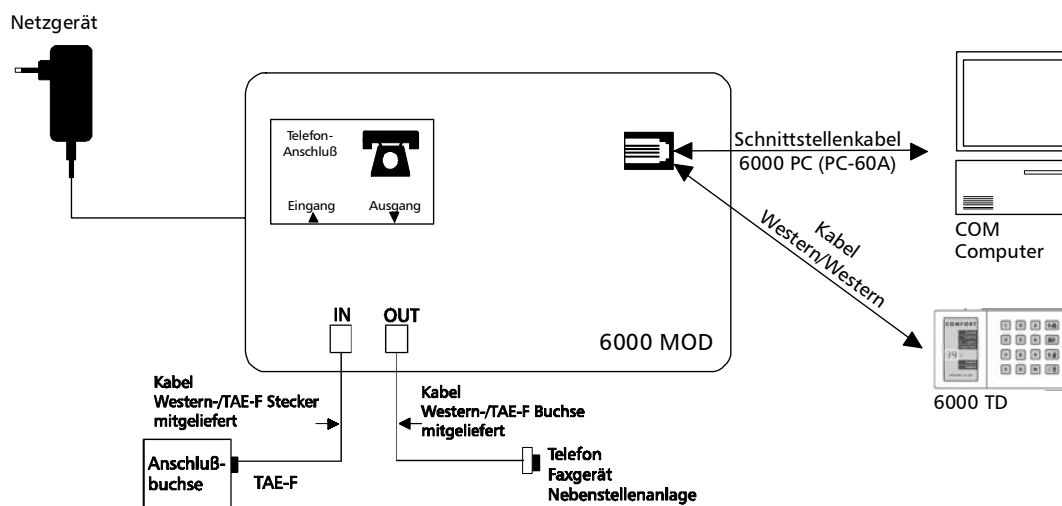 Netzgerät
Telefon-
Anschluß
Eingang
Ausgang
Schnittstellenkabel
6000 PC (PC-60A)
Kabel
Western/Western
COM
Computer
IN
OUT
6000 MOD
COMFORT
6000 TD
Kabel
Western-/TAE-F Stecker
mitgeliefert
Kabel
Western-/TAE-F Buchse
mitgeliefert
Anschluß-
buchse
TAE-F
Telefon
Faxgerät
Nebenstellenanlage